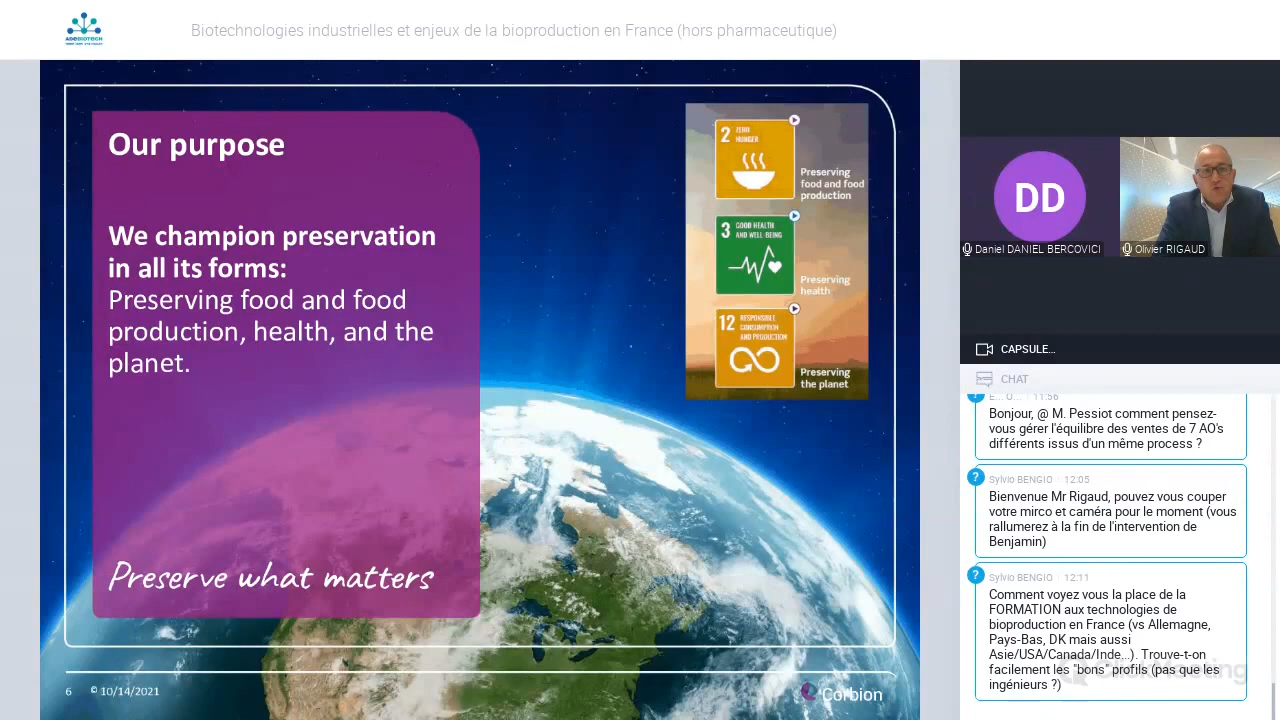 ADEBIOTECH
Biotechnologies industrielles et enjeux de la bioproduction en France (hors pharmaceutique)
Our purpose
We champion preservation
in all its forms:
Preserving food and food
production, health, and the
planet.
Preserve what matters
2 ZERO
HUNGER
Preserving
food and food
production
3 GOOD HEALTH
AND WELL-BEING
Preserving
health
12 RESPONSIBLE
CONSUMPTION
AND PRODUCTION
Preserving
the planet
6 © 10/14/2021
Corbion
DD
Daniel DANIEL BERCOVICI
Olivier RIGAUD
CAPSULE...
CHAT
E... O... 11:56
Bonjour, @ M. Pessiot comment pensez-
vous gérer l'équilibre des ventes de 7 AO's
différents issus d'un même process ?
? Sylvio BENGIO 12:05
Bienvenue Mr Rigaud, pouvez vous couper
votre mirco et caméra pour le moment (vous
rallumerez à la fin de l'intervention de
Benjamin)
? Sylvio BENGIO 12:11
Comment voyez vous la place de la
FORMATION aux technologies de
bioproduction en France (vs Allemagne,
Pays-Bas, DK mais aussi
Asie/USA/Canada/Inde...). Trouve-t-on
facilement les "bons" profils (pas que les
ingénieurs ?)